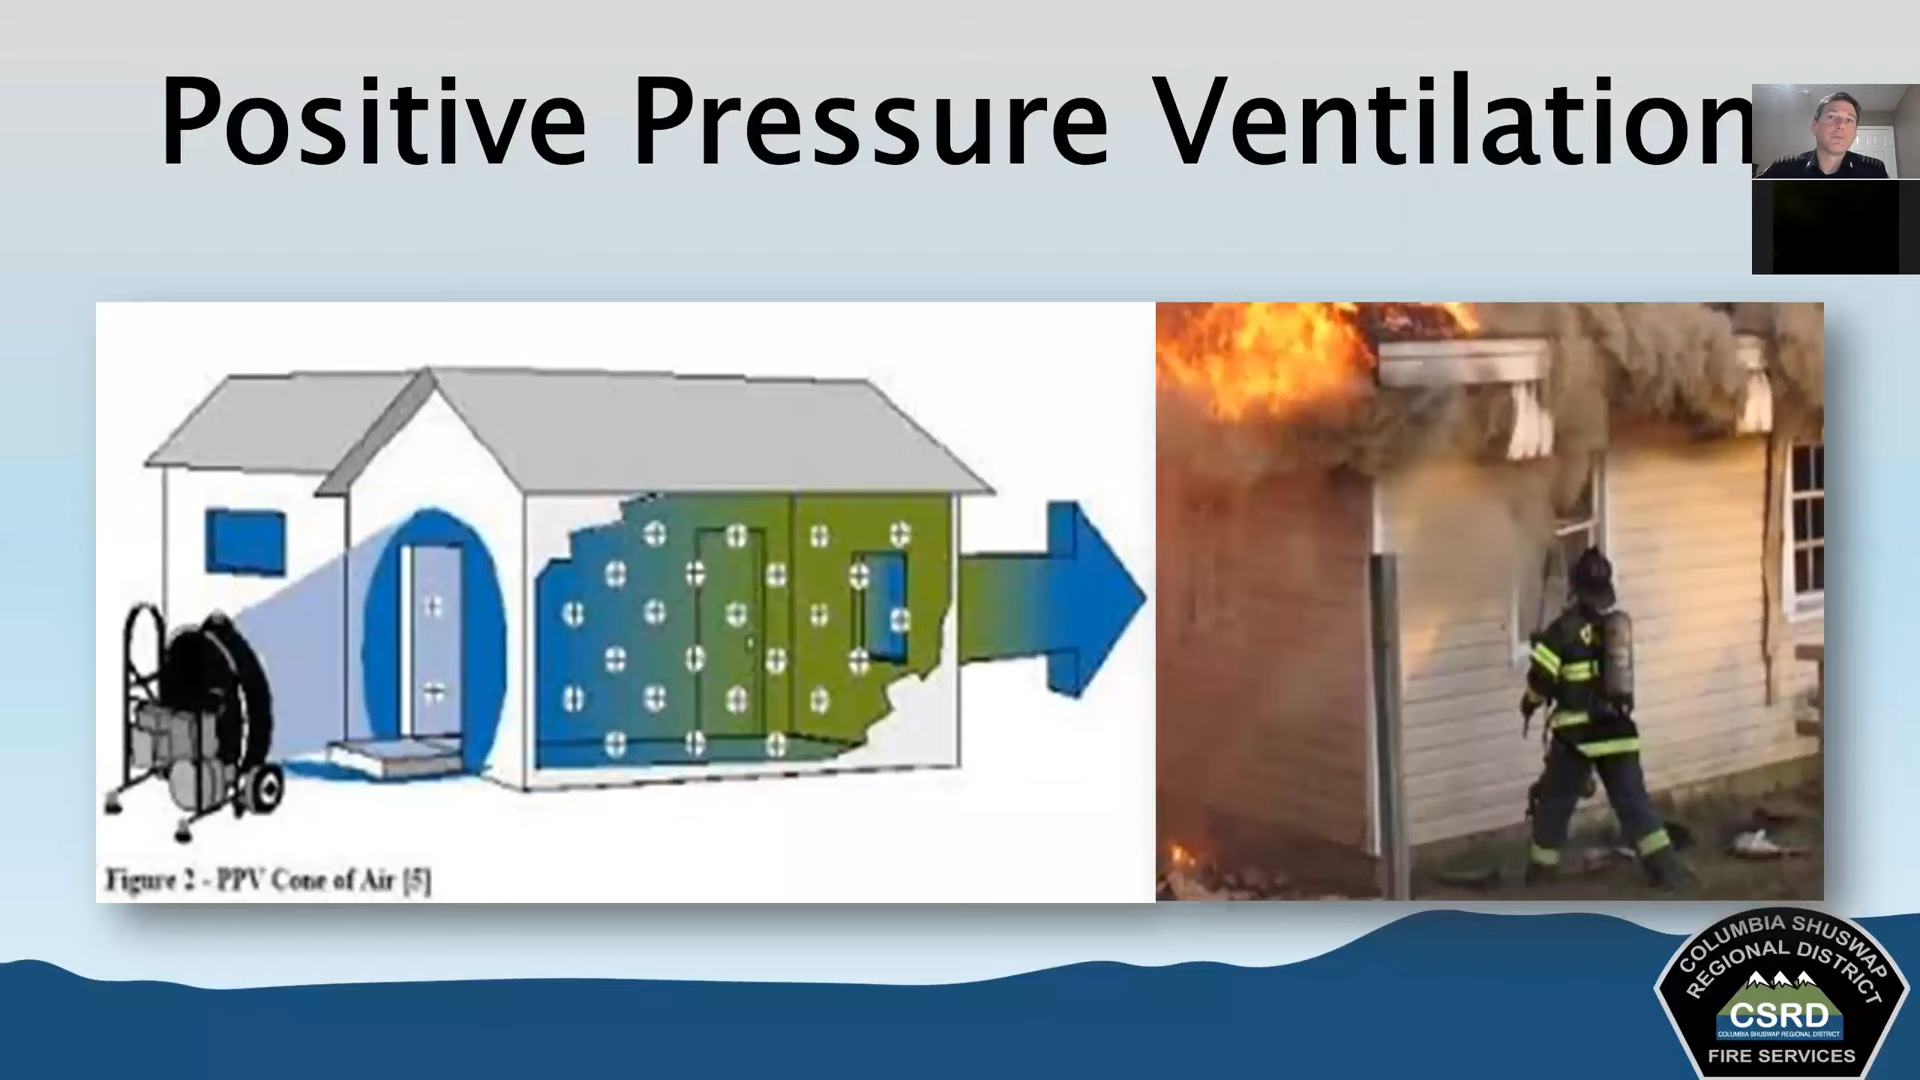 Positive Pressure Ventilation
Figure 2 - PPV Cone of Air [5]
COLUMBIA SHUSWAP
REGIONAL DISTRICT
CSRD
COLUMBIA SHUSWAP REGIONAL DISTRICT
FIRE SERVICES